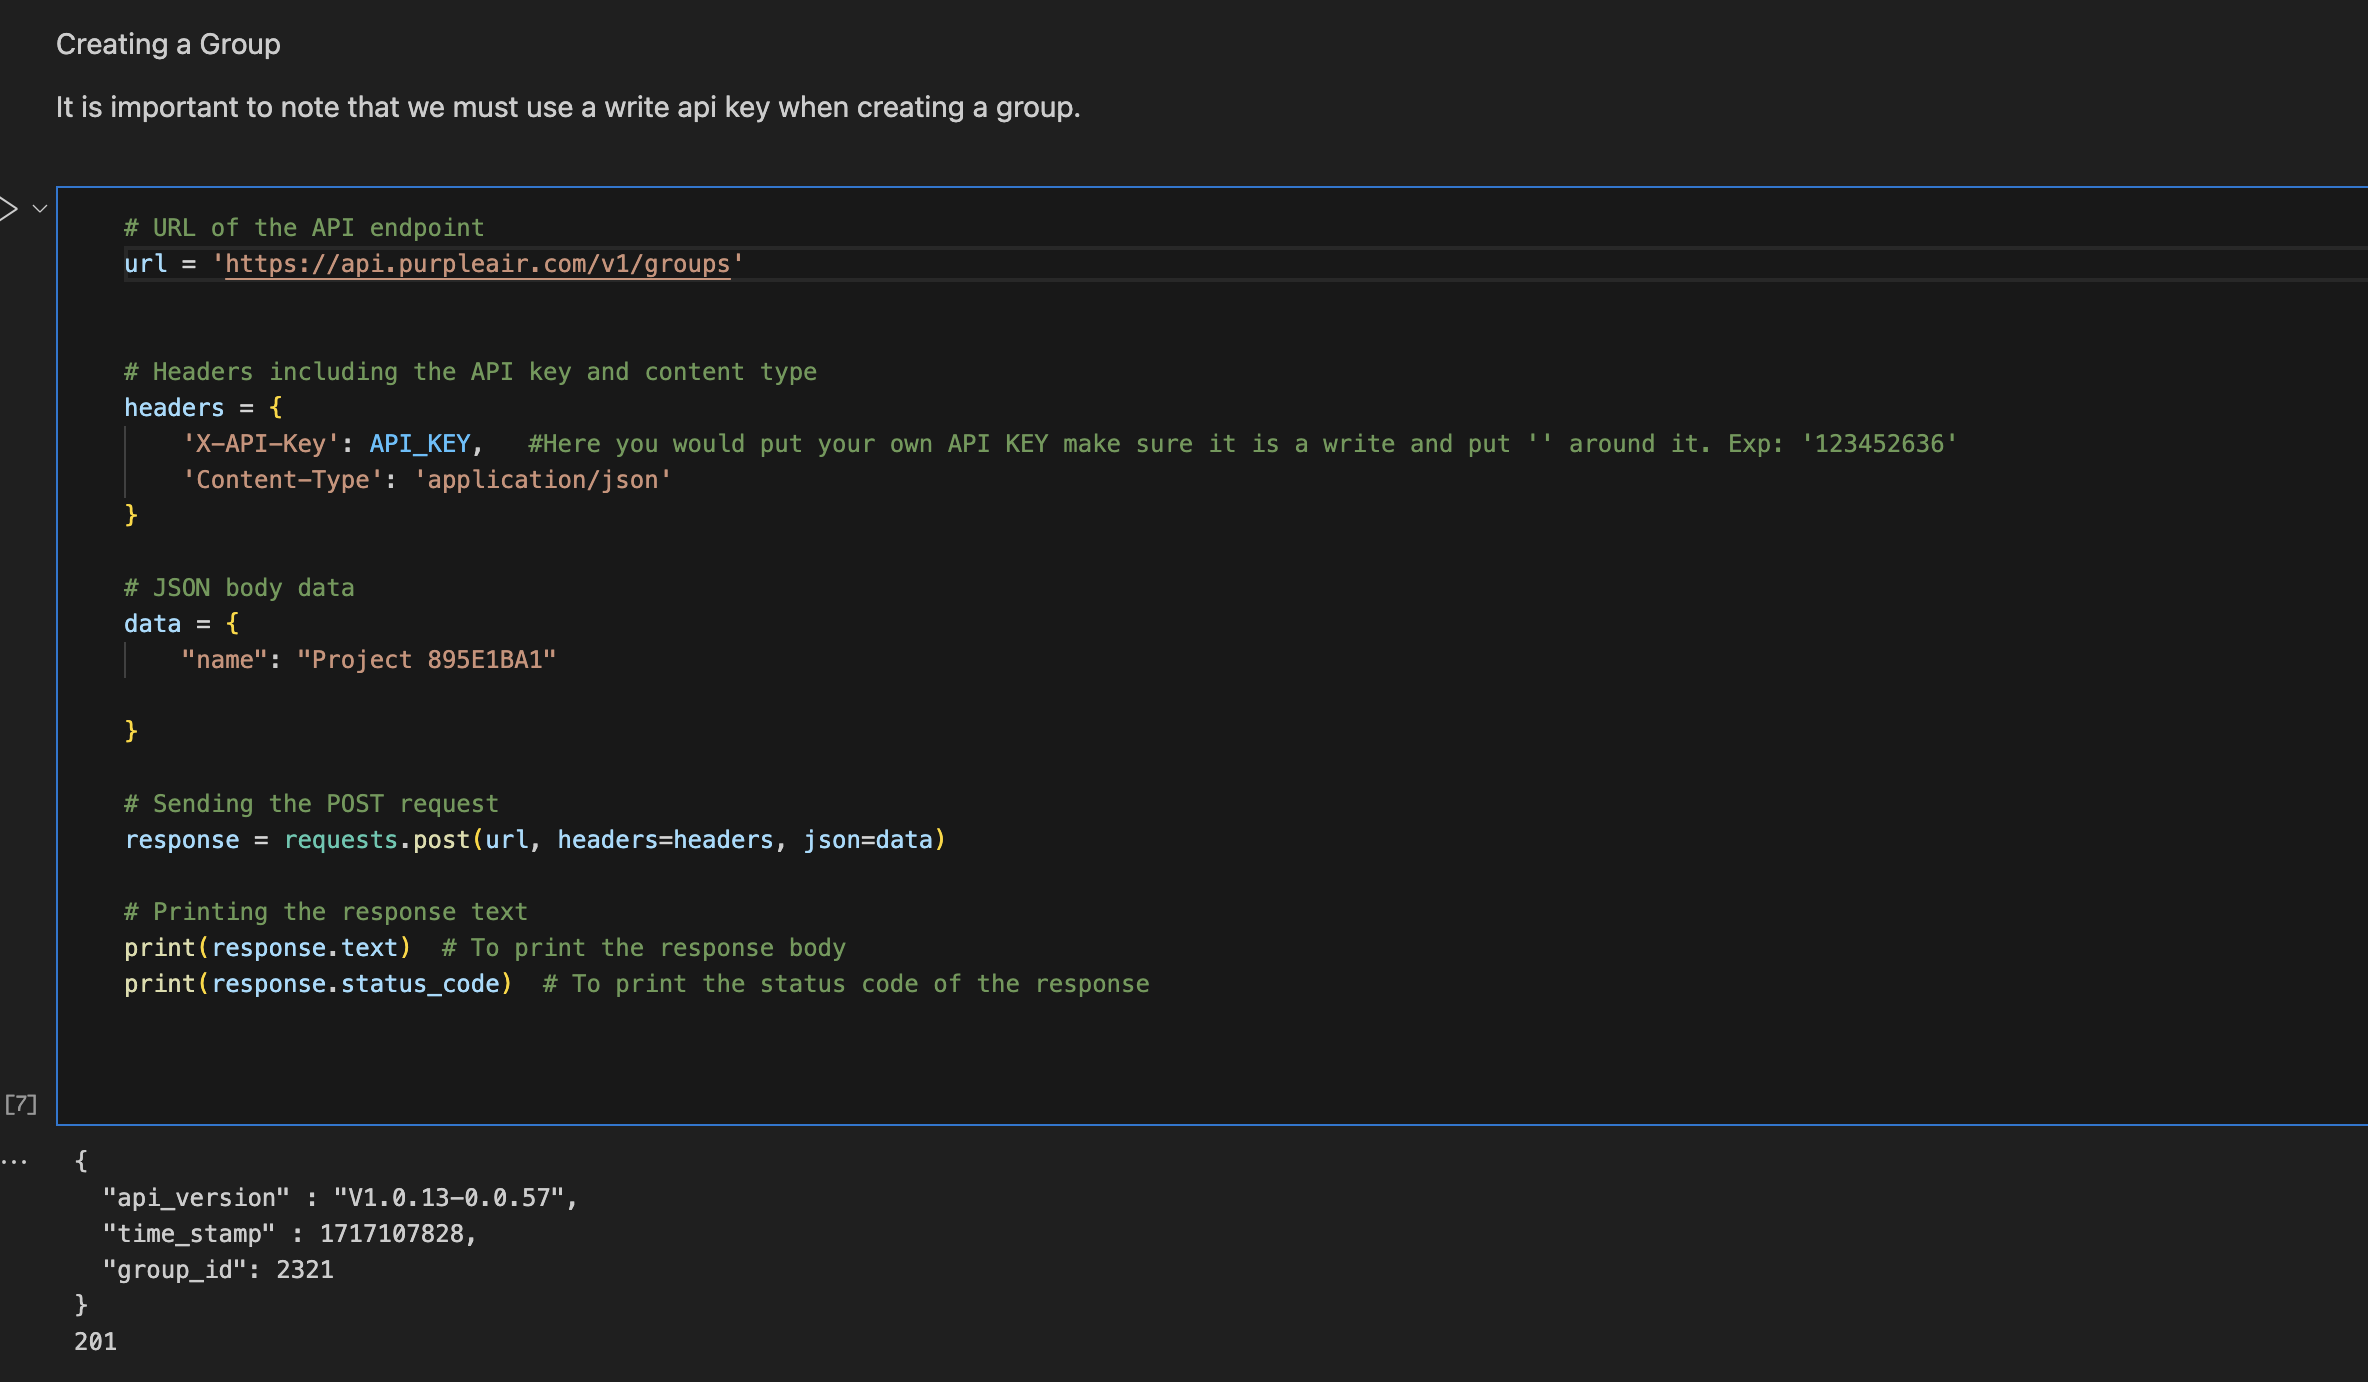 Creating a Group
It is important to note that we must use a write api key when creating a group.
# URL of the API endpoint
url = 'https://api.purpleair.com/v1/groups'
# Headers including the API key and content type
headers = {
    'X-API-Key': API_KEY,   #Here you would put your own API KEY make sure it is a write and put '' around it. Exp: '123452636'
    'Content-Type': 'application/json'
}
# JSON body data
data = {
    "name": "Project 895E1BA1"
}
# Sending the POST request
response = requests.post(url, headers=headers, json=data)
# Printing the response text
print(response.text)  # To print the response body
print(response.status_code)  # To print the status code of the response
[7]
... {
  "api_version" : "V1.0.13-0.0.57",
  "time_stamp" : 1717107828,
  "group_id": 2321
}
201